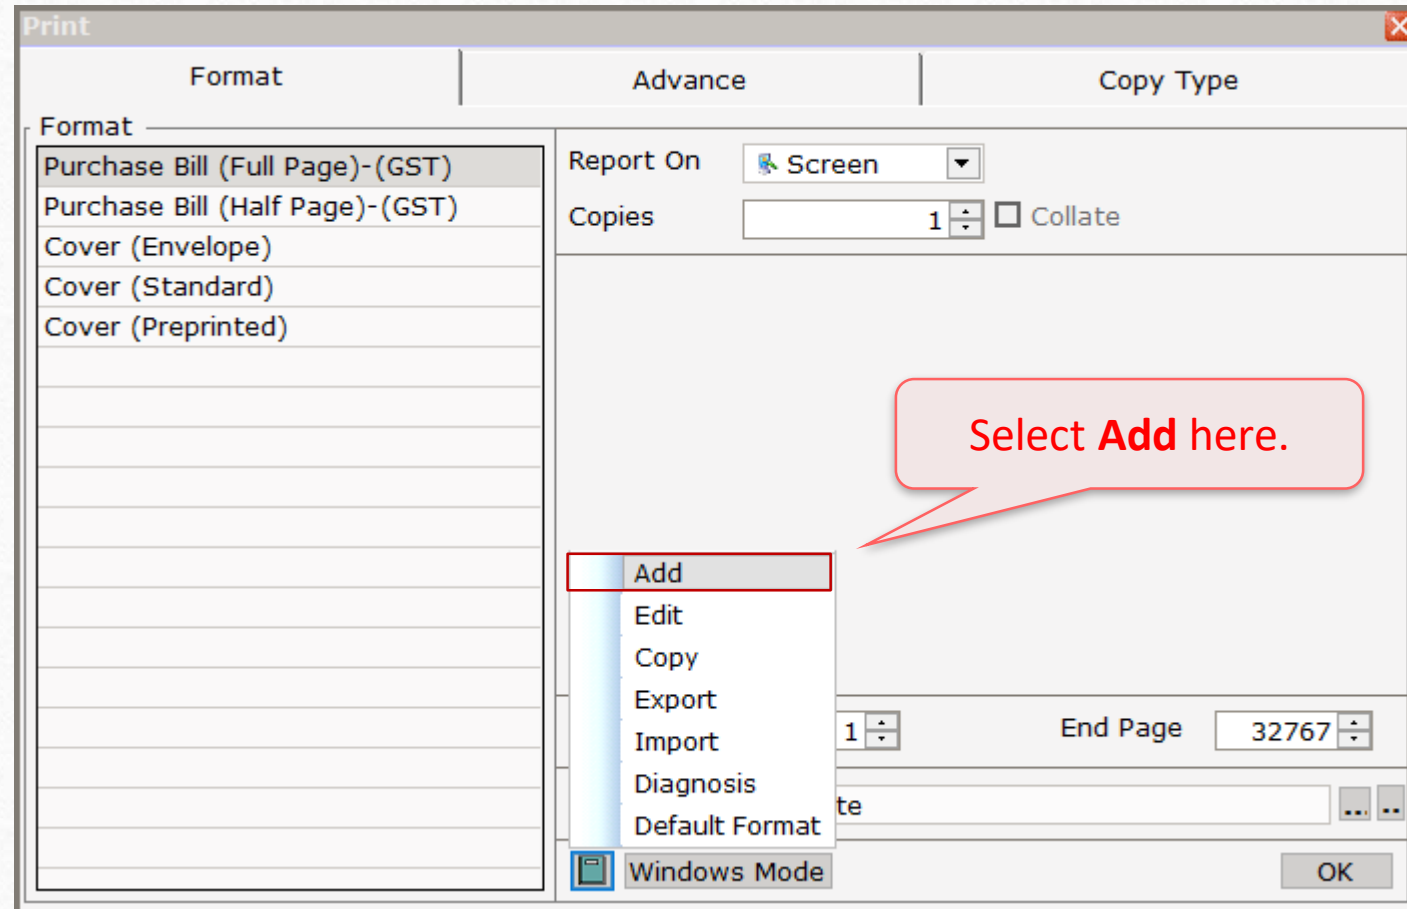 Print
Format Advance Copy Type
Format
Purchase Bill (Full Page)-(GST)
Purchase Bill (Half Page)-(GST)
Cover (Envelope)
Cover (Standard)
Cover (Preprinted)
Report On Screen
Copies 1 Collate
Select Add here.
Add
Edit
Copy
Export
Import
Diagnosis
Default Format
1 End Page 32767
te ... ..
Windows Mode OK